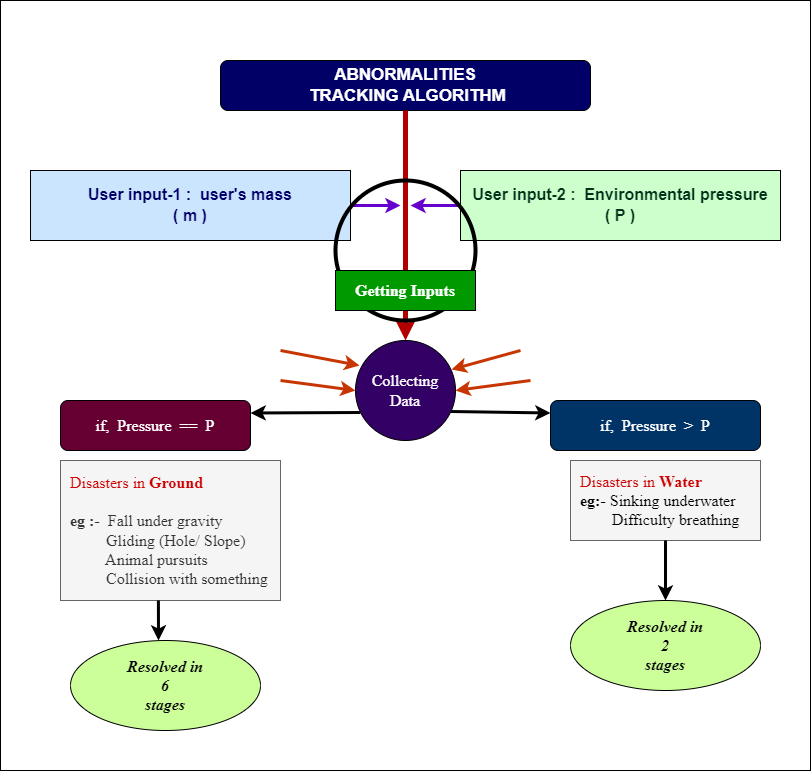 ABNORMALITIES
TRACKING ALGORITHM
User input-1 :  user's mass
( m )
User input-2 :  Environmental pressure
( P )
Getting Inputs
Collecting
Data
if,  Pressure  ==  P
if,  Pressure  >  P
Disasters in Ground
eg :-  Fall under gravity
Gliding (Hole/ Slope)
Animal pursuits
Collision with something
Disasters in Water
eg:- Sinking underwater
Difficulty breathing
Resolved in
6
stages
Resolved in
2
stages